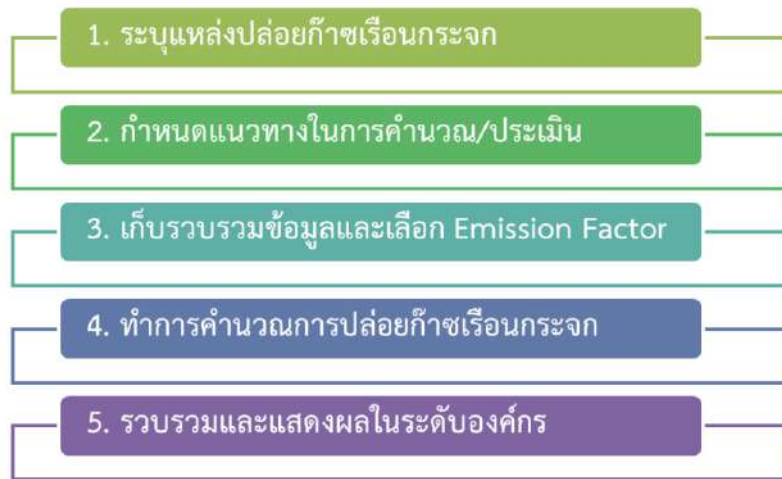 1. ระบุแหล่งปล่อยก๊าซเรือนกระจก
2. กำหนดแนวทางในการคำนวณ/ประเมิน
3. เก็บรวบรวมข้อมูลและเลือก Emission Factor
4. ทำการคำนวณการปล่อยก๊าซเรือนกระจก
5. รวบรวมและแสดงผลในระดับองค์กร